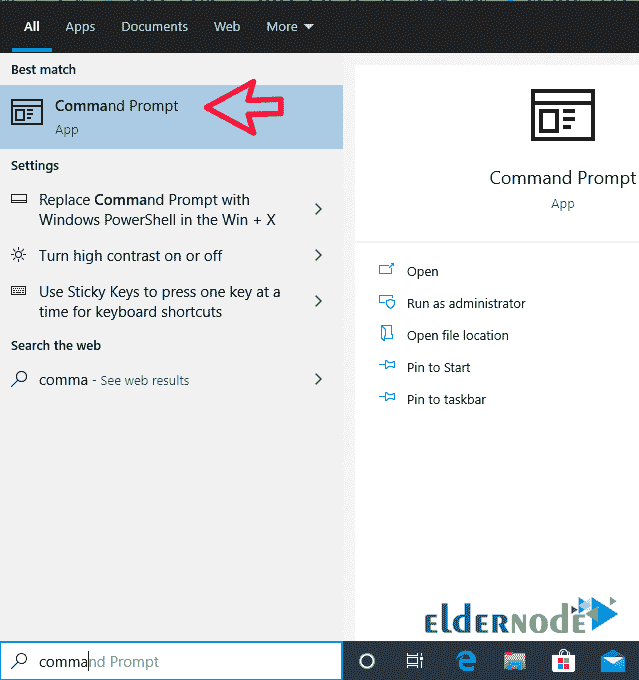 All Apps Documents Web More
Best match
Command Prompt
App
Settings
Replace Command Prompt with
Windows PowerShell in the Win + X
Turn high contrast on or off
Use Sticky Keys to press one key at a
time for keyboard shortcuts
Search the web
comma - See web results
Command Prompt
App
Open
Run as administrator
Open file location
Pin to Start
Pin to taskbar
eldernode
command Prompt